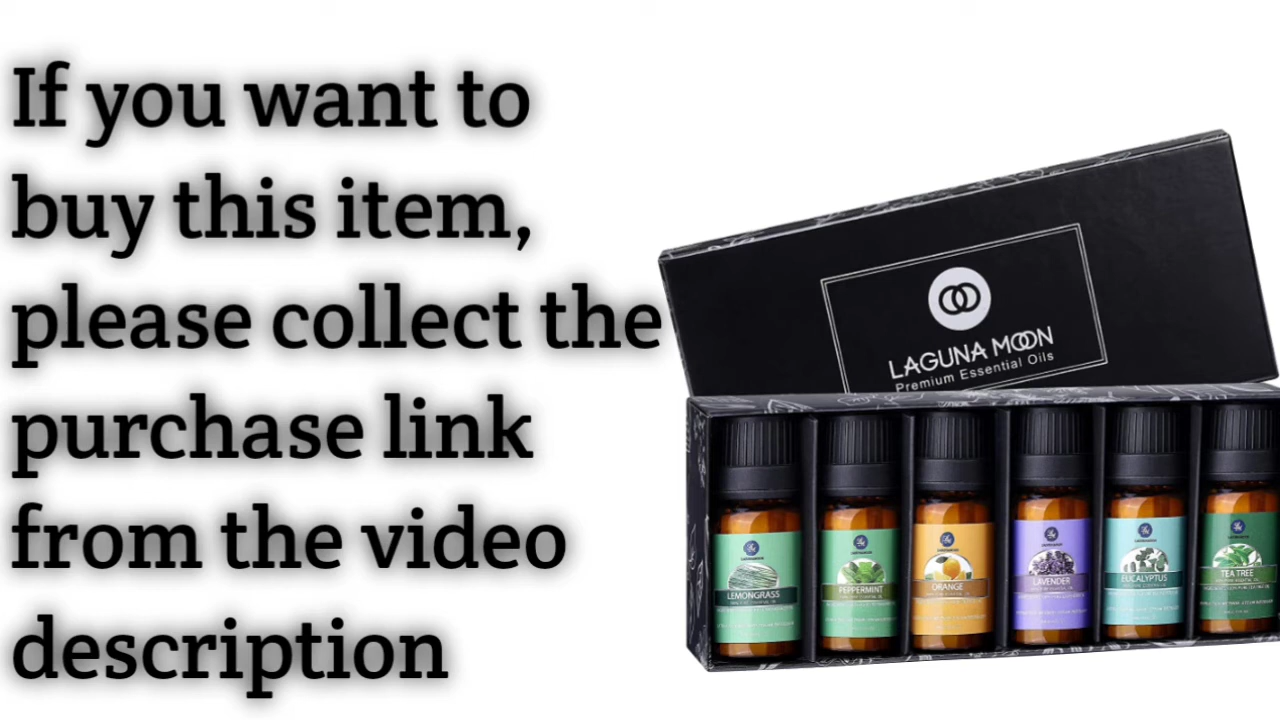 If you want to
buy this item,
please collect the
purchase link
from the video
description
LAGUNA MOON
Premium Essential Oils
LEMONGRASS
PEPPERMINT
ORANGE
LAVENDER
EUCALYPTUS
TEA TREE